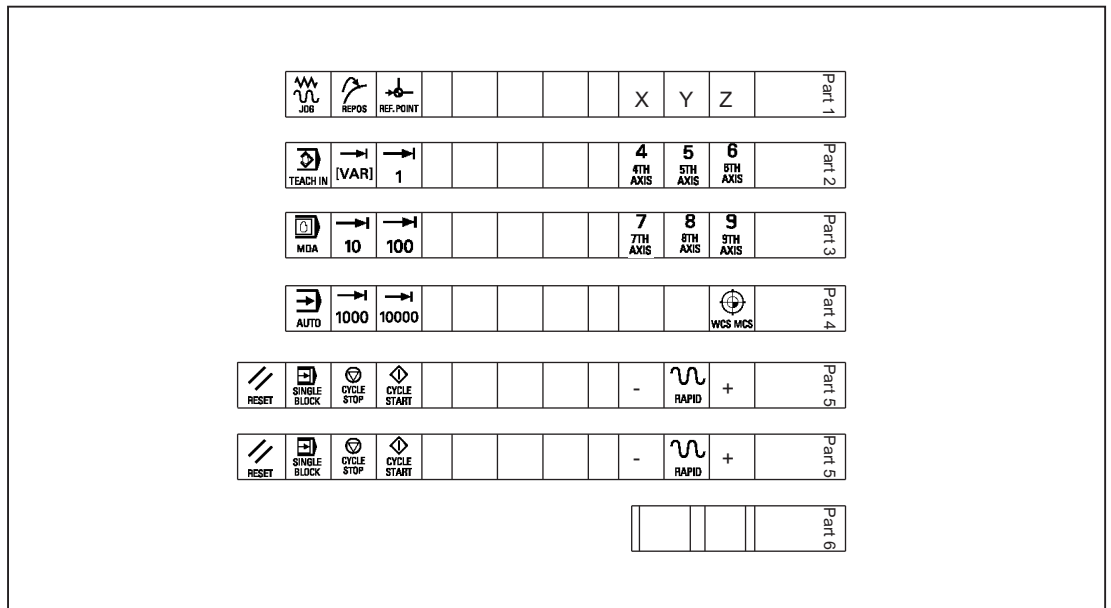 JOG REPOS REF. POINT X Y Z Part 1
TEACH IN [VAR] 1 4 4TH AXIS 5 5TH AXIS 6 6TH AXIS Part 2
MDA 10 100 7 7TH AXIS 8 8TH AXIS 9 9TH AXIS Part 3
AUTO 1000 10000 WCS MCS Part 4
RESET SINGLE BLOCK CYCLE STOP CYCLE START - RAPID + Part 5
RESET SINGLE BLOCK CYCLE STOP CYCLE START - RAPID + Part 5
Part 6